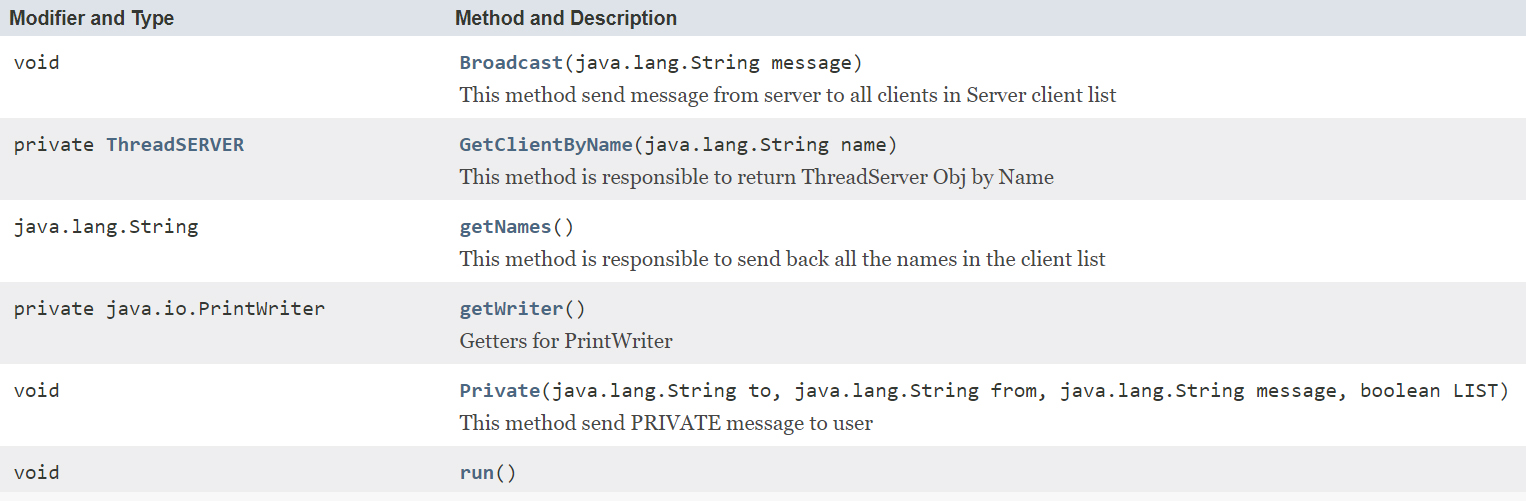 Modifier and Type Method and Description
void Broadcast(java.lang.String message)
This method send message from server to all clients in Server client list
private ThreadSERVER GetClientByName(java.lang.String name)
This method is responsible to return ThreadServer Obj by Name
java.lang.String getNames()
This method is responsible to send back all the names in the client list
private java.io.PrintWriter getWriter()
Getters for PrintWriter
void Private(java.lang.String to, java.lang.String from, java.lang.String message, boolean LIST)
This method send PRIVATE message to user
void run()